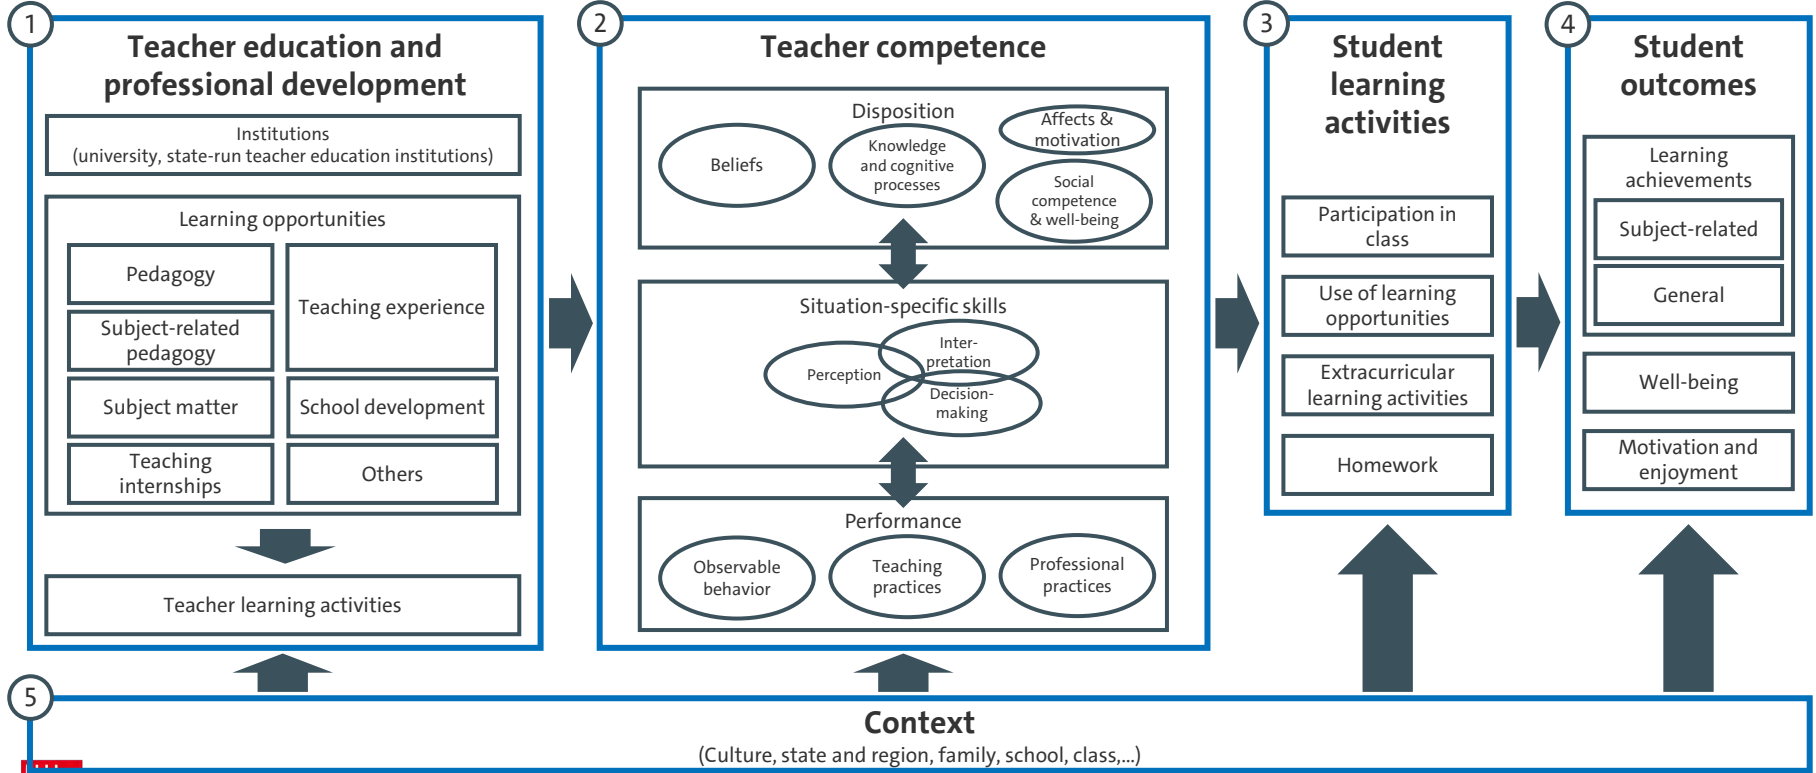 1
Teacher education and
professional development
Institutions
(university, state-run teacher education institutions)
Learning opportunities
Pedagogy
Subject-related
pedagogy
Subject matter
Teaching
internships
Teaching experience
School development
Others
Teacher learning activities
2
Teacher competence
Disposition
Beliefs
Knowledge
and cognitive
processes
Affects &
motivation
Social
competence
& well-being
Situation-specific skills
Perception
Inter-
pretation
Decision-
making
Performance
Observable
behavior
Teaching
practices
Professional
practices
3
Student
learning
activities
Participation in
class
Use of learning
opportunities
Extracurricular
learning activities
Homework
4
Student
outcomes
Learning
achievements
Subject-related
General
Well-being
Motivation and
enjoyment
5
Context
(Culture, state and region, family, school, class,...)